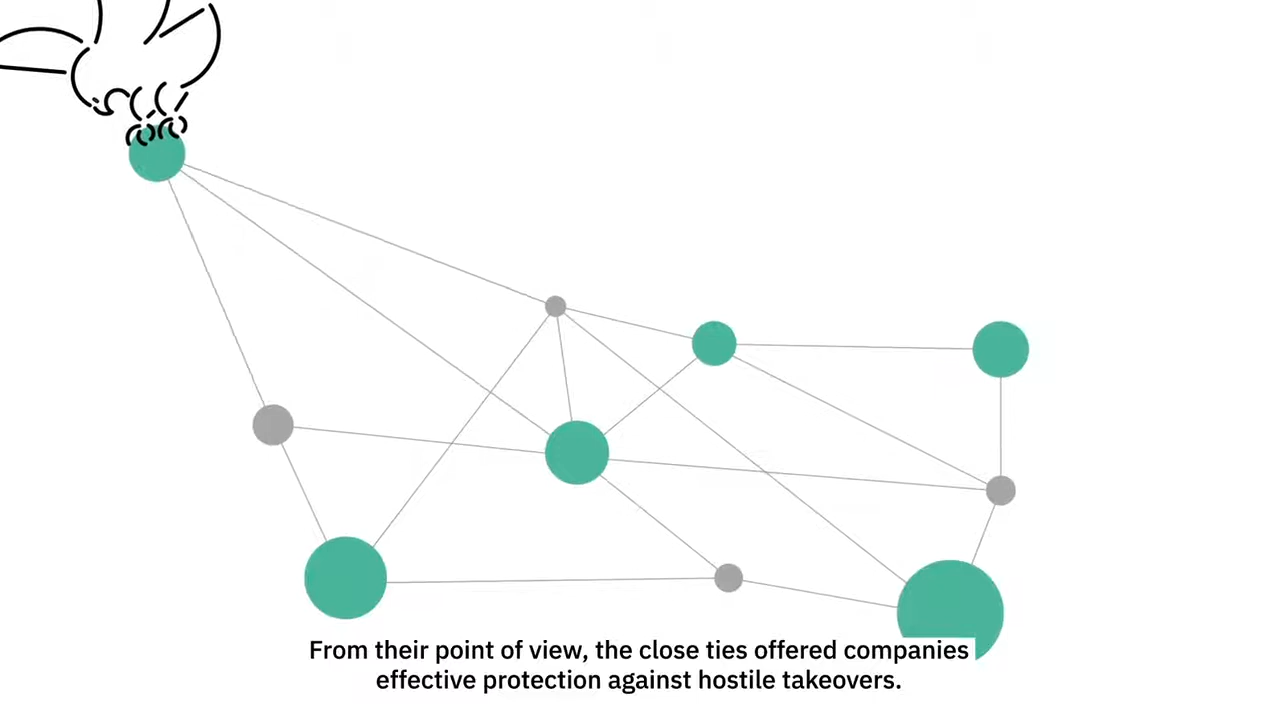 From their point of view, the close ties offered companies
effective protection against hostile takeovers.